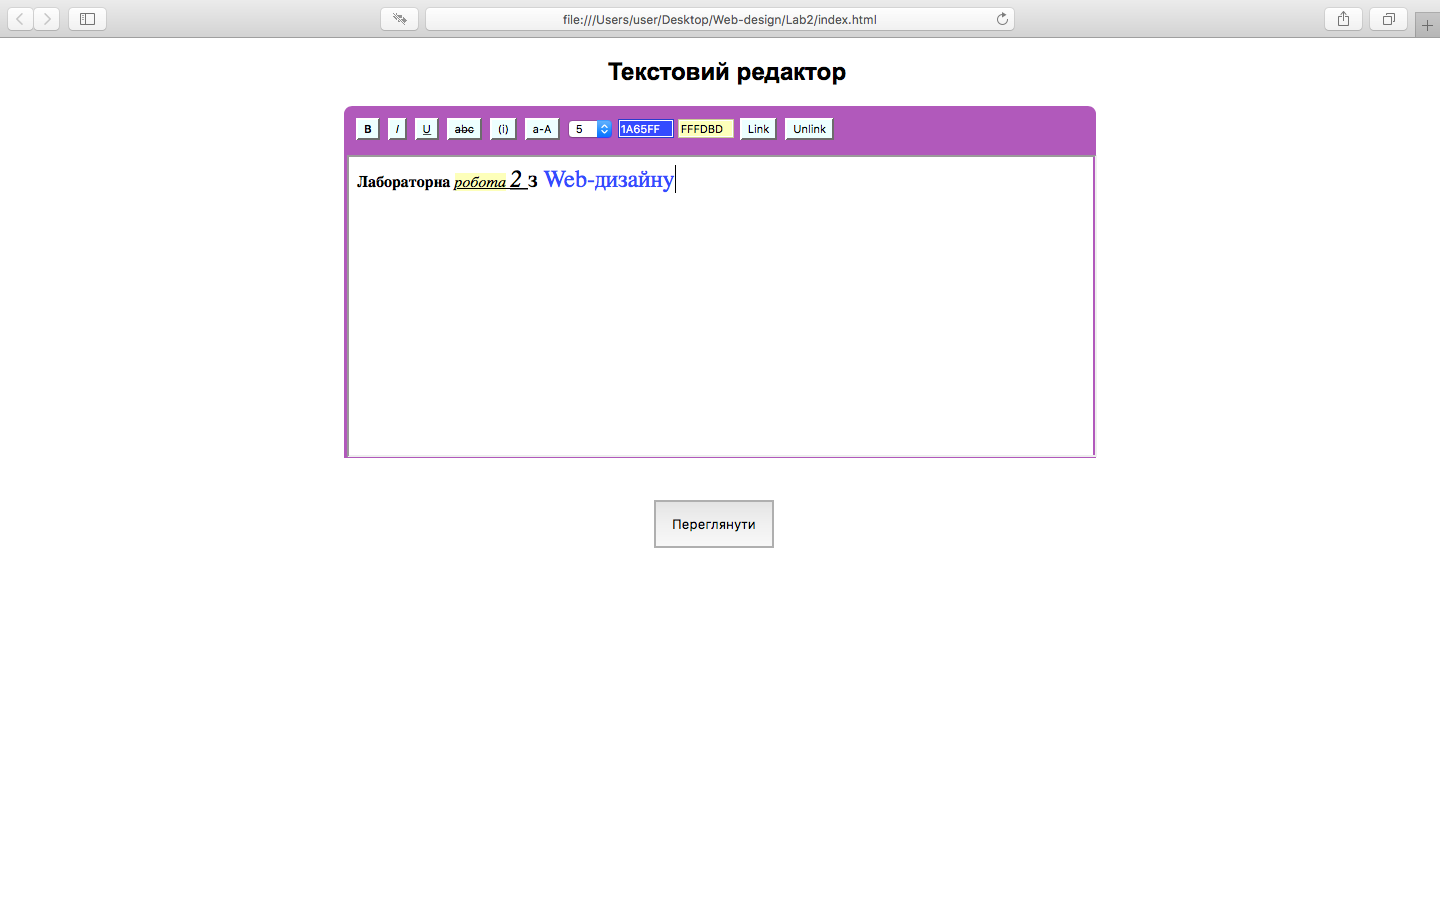 file:///Users/user/Desktop/Web-design/Lab2/index.html
Текстовий редактор
B I U abc (i) a-A 5 1A65FF FFFDBD Link Unlink
Лабораторна робота 2 З Web-дизайну
Переглянути